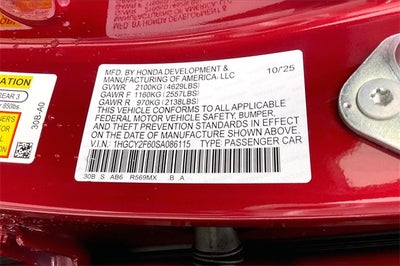 MFD. BY HONDA DEVELOPMENT & 10/25
MANUFACTURING OF AMERICA, LLC
GVWR 2100KG(4629LBS)
GAWR F 1160KG(2557LBS)
GAWR R 970KG(2138LBS)
THIS VEHICLE CONFORMS TO ALL APPLICABLE
FEDERAL MOTOR VEHICLE SAFETY, BUMPER,
AND THEFT PREVENTION STANDARDS IN EFFECT
ON THE DATE OF MANUFACTURE SHOWN ABOVE.
V.I.N. 1HGCY2F60SA086115 TYPE PASSENGER CAR
30B S AB6 R569MX B A
REAR 3
30B-A0